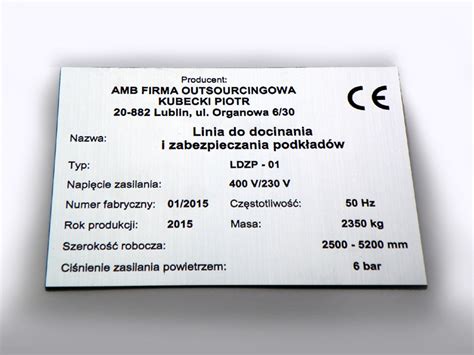 Producent:
AMB FIRMA OUTSOURCINGOWA
KUBECKI PIOTR
20-882 Lublin, ul. Organowa 6/30
CE
Nazwa: Linia do docinania
i zabezpieczania podkładów
Typ: LDZP - 01
Napięcie zasilania: 400 V/230 V
Numer fabryczny: 01/2015 Częstotliwość: 50 Hz
Rok produkcji: 2015 Masa: 2350 kg
Szerokość robocza: 2500 - 5200 mm
Ciśnienie zasilania powietrzem: 6 bar